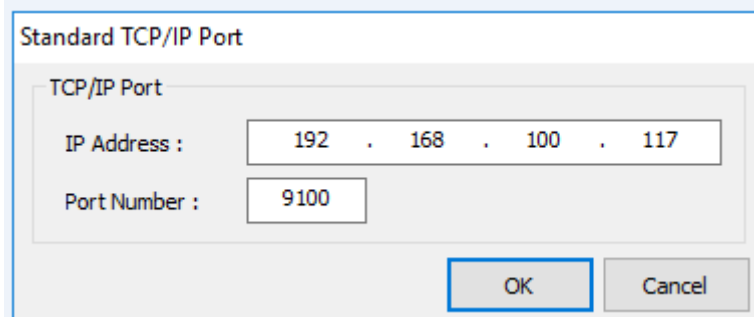 Standard TCP/IP Port
TCP/IP Port
IP Address : 192 . 168 . 100 . 117
Port Number : 9100
OK Cancel